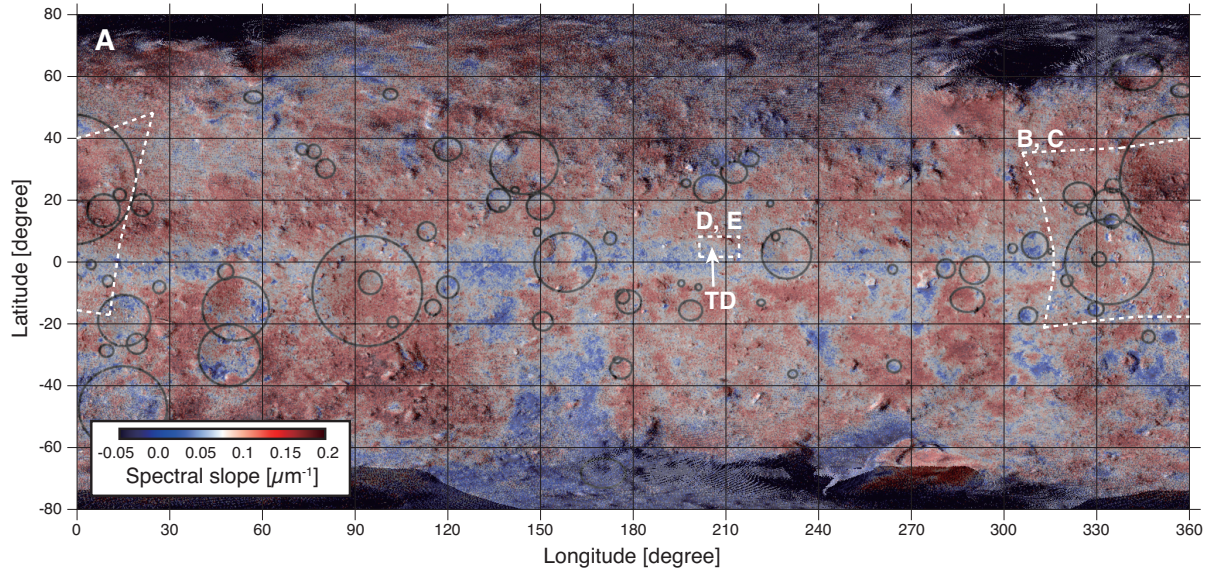 A
80
60
40
20
0
-20
-40
-60
-80
Latitude [degree]
B, C
D, E
TD
-0.05 0.0 0.05 0.1 0.15 0.2
Spectral slope [µm⁻¹]
0 30 60 90 120 150 180 210 240 270 300 330 360
Longitude [degree]